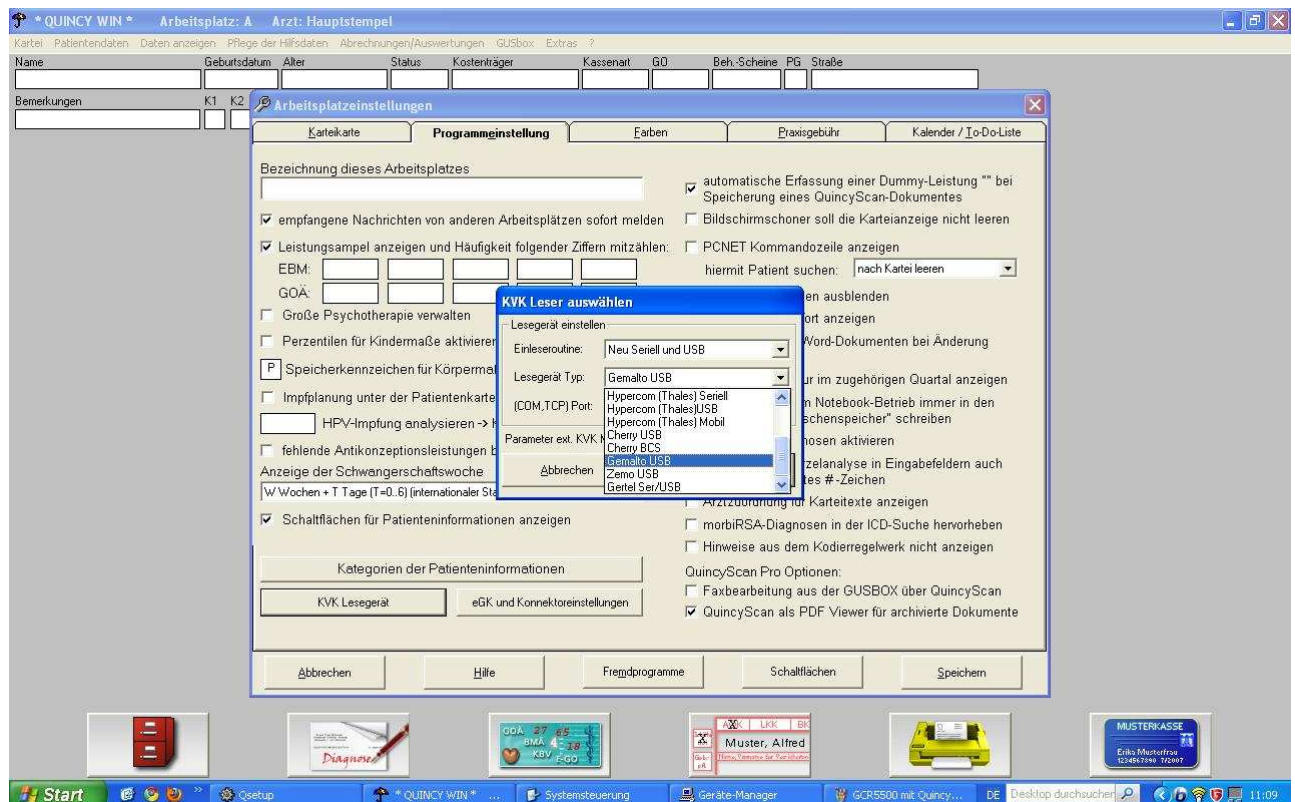 * QUINCY WIN * Arbeitsplatz: A Arzt: Hauptstempel
Kartei Patientendaten Daten anzeigen Pflege der Hilfsdaten Abrechnungen/Auswertungen GUSbox Extras ?
Name Geburtsdatum Alter Status Kostenträger Kassenart GO Beh.-Scheine PG Straße
Bemerkungen K1 K2
Arbeitsplatzeinstellungen
Karteikarte Programmeinstellung Farben Praxisgebühr Kalender / To-Do-Liste
Bezeichnung dieses Arbeitsplatzes
empfangene Nachrichten von anderen Arbeitsplätzen sofort melden
Leistungsampel anzeigen und Häufigkeit folgender Ziffern mitzählen:
EBM:
GOÄ:
Große Psychotherapie verwalten
Perzentilen für Kindermaße aktivieren
P Speicherkennzeichen für Körperma
Impfplanung unter der Patientenkarte
HPV-Impfung analysieren ->
fehlende Antikonzeptionsleistungen
Anzeige der Schwangerschaftswoche
W Wochen + T Tage (T=0..6) (internationaler Sta
Schaltflächen für Patienteninformationen anzeigen
Kategorien der Patienteninformationen
KVK Lesegerät eGK und Konnektoreinstellungen
automatische Erfassung einer Dummy-Leistung "" bei
Speicherung eines QuincyScan-Dokumentes
Bildschirmschoner soll die Karteianzeige nicht leeren
PCNET Kommandozeile anzeigen
hiermit Patient suchen: nach Kartei leeren
en ausblenden
ort anzeigen
Word-Dokumenten bei Änderung
ur im zugehörigen Quartal anzeigen
n Notebook-Betrieb immer in den
schenspeicher" schreiben
nosen aktivieren
zelanalyse in Eingabefeldern auch
tes #-Zeichen
Arztzuordnung für Karteitexte anzeigen
morbiRSA-Diagnosen in der ICD-Suche hervorheben
Hinweise aus dem Kodierregelwerk nicht anzeigen
QuincyScan Pro Optionen:
Faxbearbeitung aus der GUSBOX über QuincyScan
QuincyScan als PDF Viewer für archivierte Dokumente
KVK Leser auswählen
Lesegerät einstellen
Einleseroutine: Neu Seriell und USB
Lesegerät Typ: Gemalto USB
(COM,TCP) Port:
Parameter ext. KVK
Abbrechen
Hypercom (Thales) Seriell
Hypercom (Thales)USB
Hypercom (Thales) Mobil
Cherry USB
Cherry BCS
Gemalto USB
Zemo USB
Gertel Ser/USB
Abbrechen Hilfe Fremdprogramme Schaltflächen Speichern
Diagnose
GOÄ 27 65
BMÄ 4 18
KBV E-GO
LKK BK
Muster, Alfred
MUSTERKASSE
Erika Musterfrau
1234567890 7/2007
Start Qsetup * QUINCY WIN * ... Systemsteuerung Geräte-Manager GCR5500 mit Quincy... DE Desktop durchsuchen 11:09